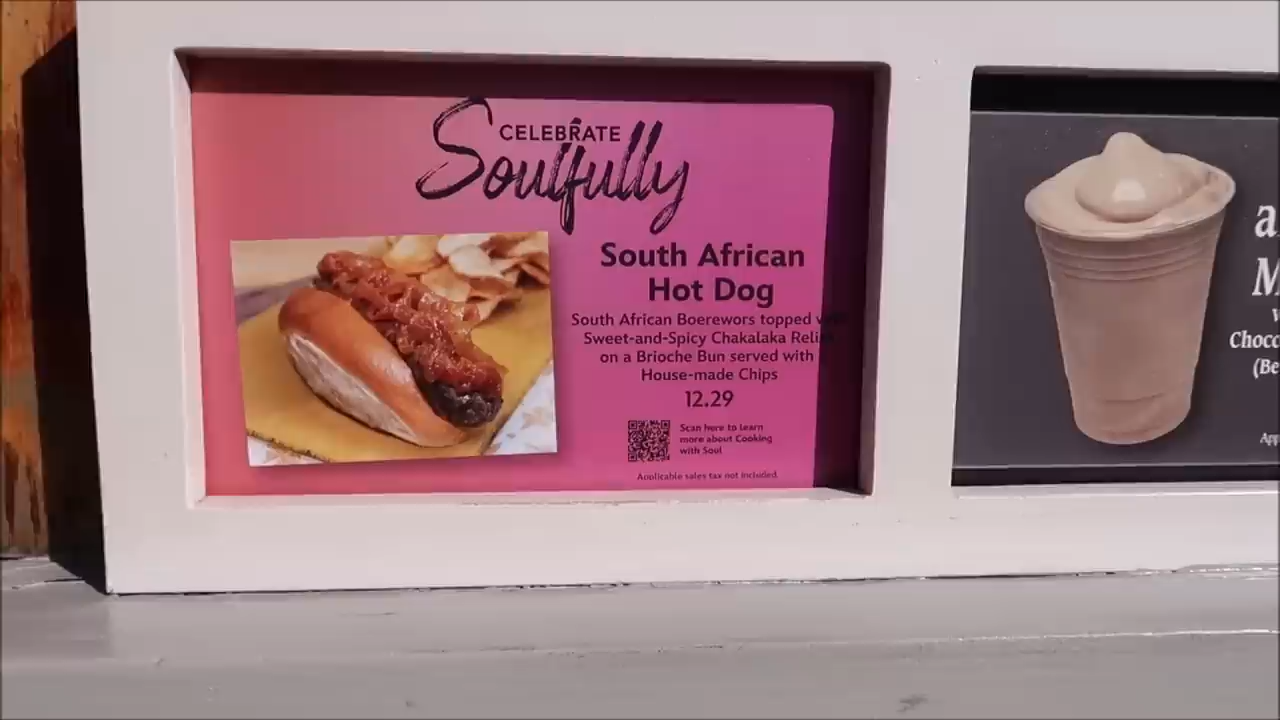 CELEBRATE
Soulfully
South African
Hot Dog
South African Boerewors topped
Sweet-and-Spicy Chakalaka Relish
on a Brioche Bun served with
House-made Chips
12.29
Scan here to Learn
more about Cooking
with Soul
Applicable sales tax not included.